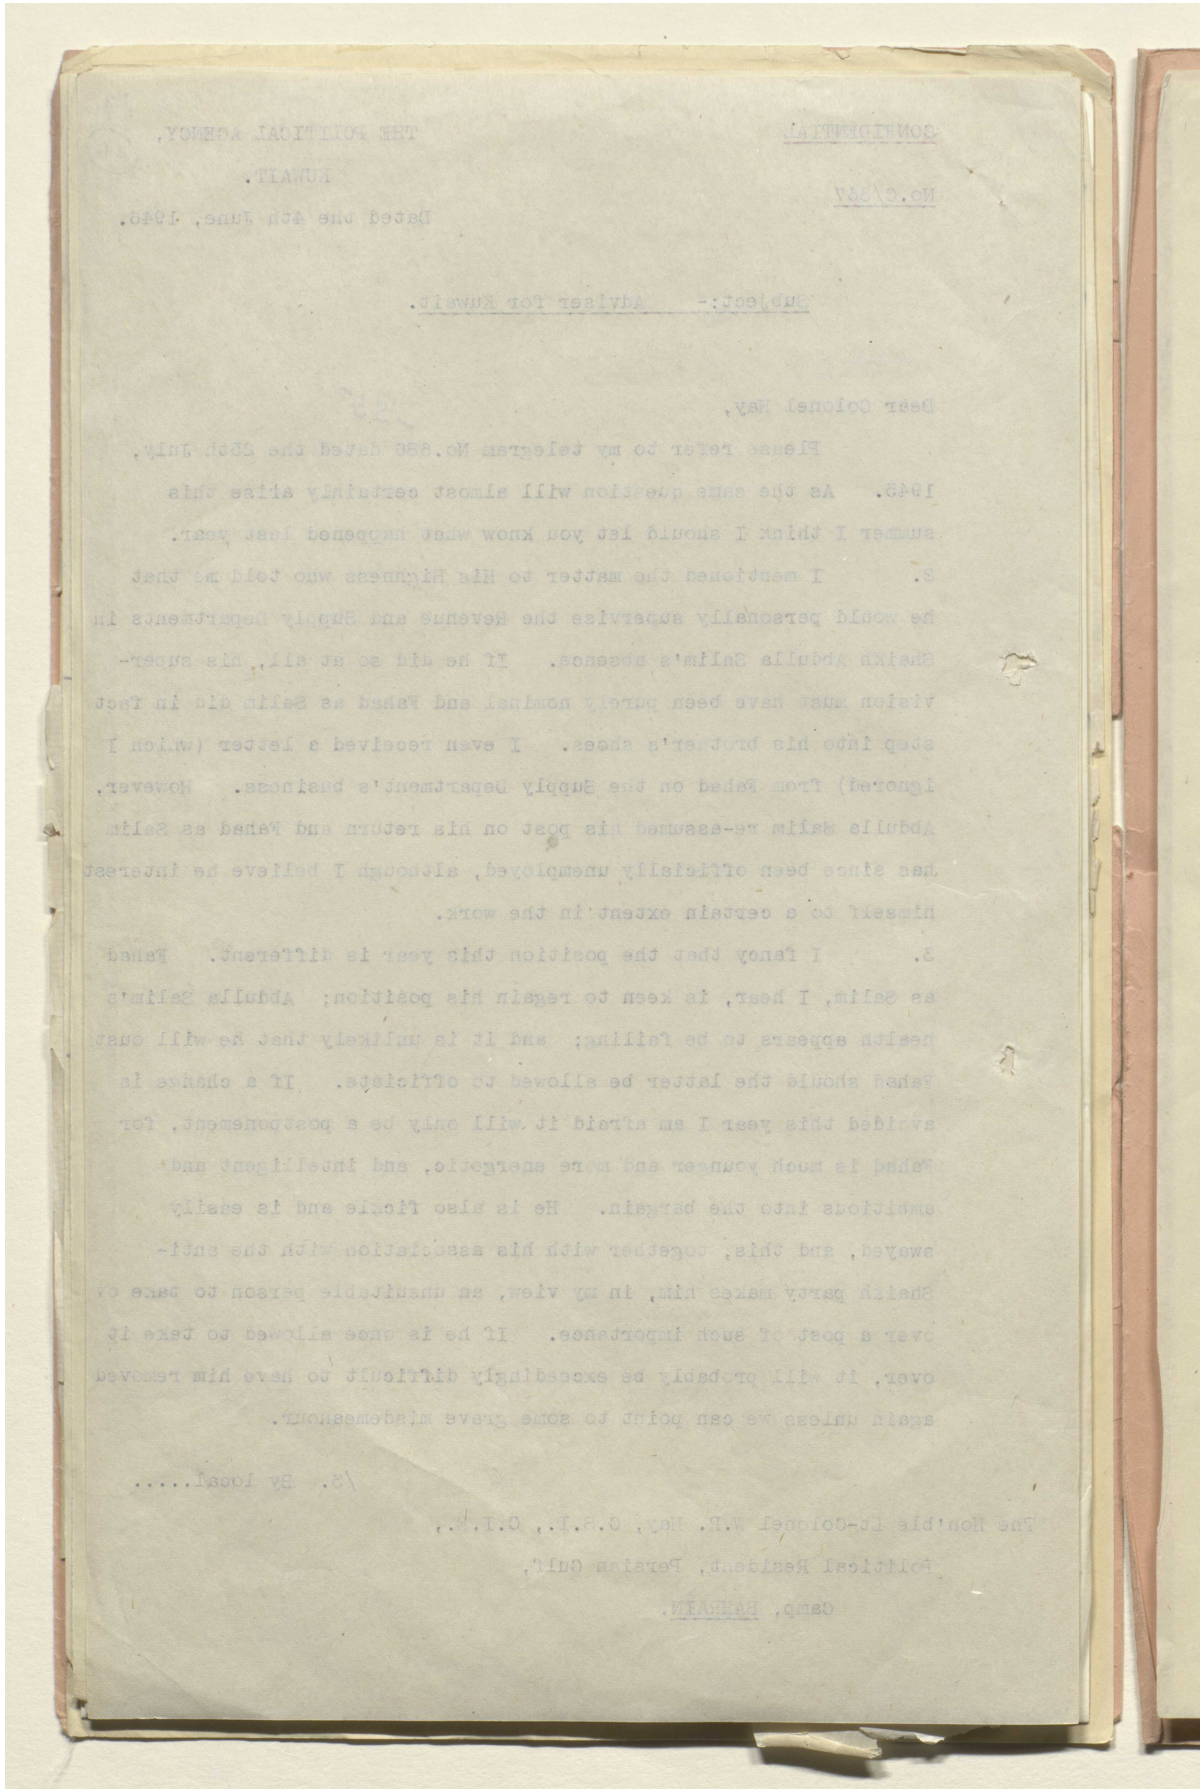 CONFIDENTIAL
THE POLITICAL AGENCY,
KUWAIT.
No.C/567
Dated the 4th June, 1946.
Subject:- Adviser for Kuwait.
Dear Colonel Hay,
Please refer to my telegram dated the 25th July,
1945. As the same question will almost certainly arise this
summer I think I should let you know what happened last year.
2. I mentioned the matter to His Highness who told me that
he would personally supervise the Revenue and Supply Departments in
Shaikh Abdulla Salim's absence. If he did so at all, his super-
vision must have been purely nominal and Fahad as Salim did in fact
step into his brother's shoes. I even received a letter (which I
ignored) from Fahad on the Supply Department's business. However,
Abdulla Salim re-assumed his post on his return and Fahad as Salim
has since been officially unemployed, although I believe he interest
himself to a certain extent in the work.
3. I fancy that the position this year is different. Fahad
as Salim, I hear, is keen to regain his position; Abdulla Salim's
health appears to be failing; and it is unlikely that he will oust
Fahad should the latter be allowed to officiate. If a change is
avoided this year I am afraid it will only be a postponement, for
Fahad is much younger and more energetic, and intelligent and
ambitious into the bargain. He is also fickle and is easily
swayed, and this, together with his association with the anti-
Shaikh party makes him, in my view, an unsuitable person to take ov
over a post of such importance. If he is once allowed to take it
over, it will probably be exceedingly difficult to have him removed
again unless we can point to some grave misdemeanour.
By local.....
The Hon'ble Lt-Colonel W.R. Hay, C.S.I., C.I.E.,
Political Resident, Persian Gulf,
Camp, BAHRAIN.